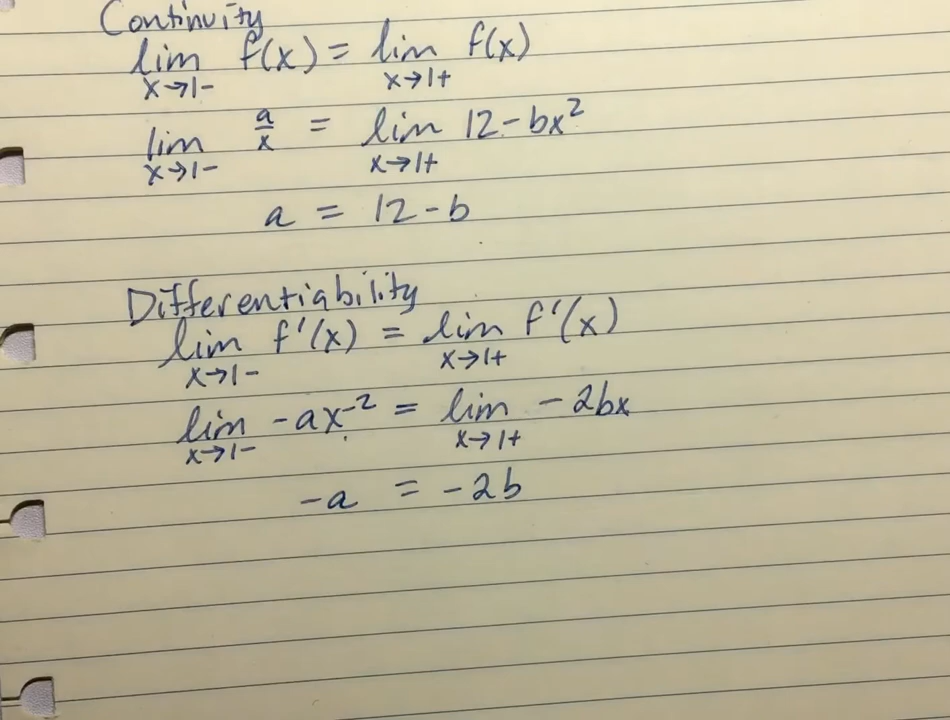 Continuity
lim x→1- f(x) = lim x→1+ f(x)
lim x→1- a/x = lim x→1+ 12-bx²
a = 12-b
Differentiability
lim x→1- f'(x) = lim x→1+ f'(x)
lim x→1- -ax⁻² = lim x→1+ -2bx
-a = -2b